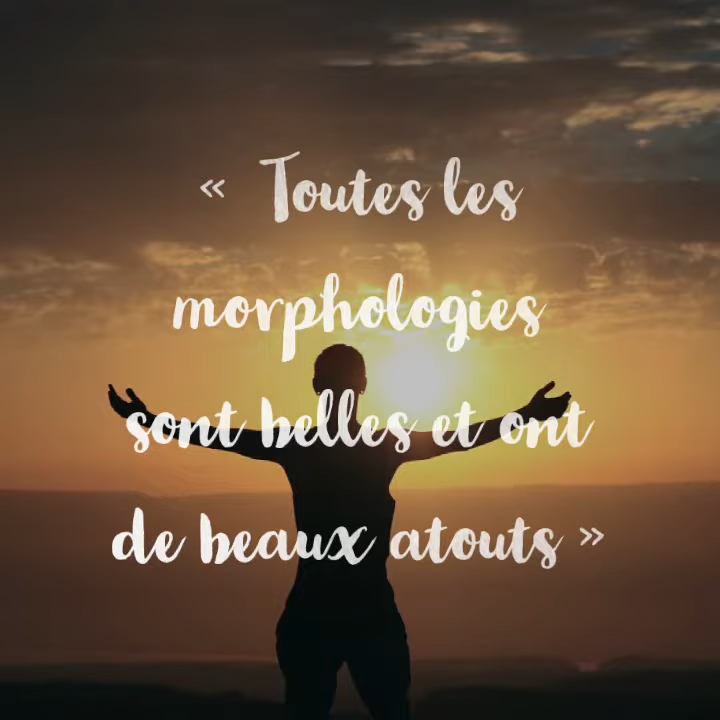 « Toutes les
morphologies
sont belles et ont
de beaux atouts »